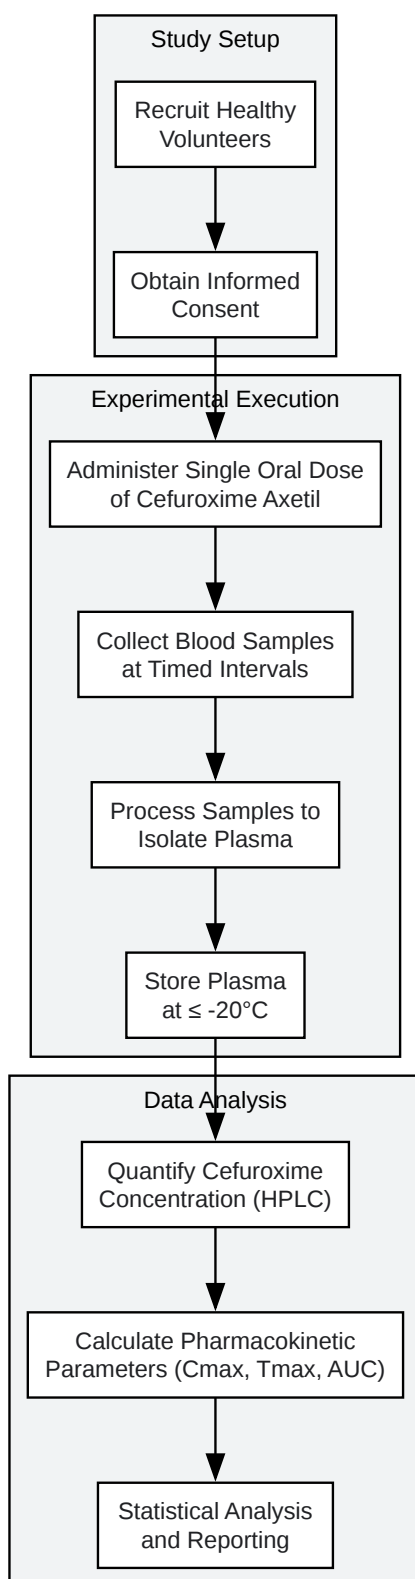 Study Setup
Recruit Healthy
Volunteers
Obtain Informed
Consent
Experimental Execution
Administer Single Oral Dose
of Cefuroxime Axetil
Collect Blood Samples
at Timed Intervals
Process Samples to
Isolate Plasma
Store Plasma
at ≤ -20°C
Data Analysis
Quantify Cefuroxime
Concentration (HPLC)
Calculate Pharmacokinetic
Parameters (Cmax, Tmax, AUC)
Statistical Analysis
and Reporting